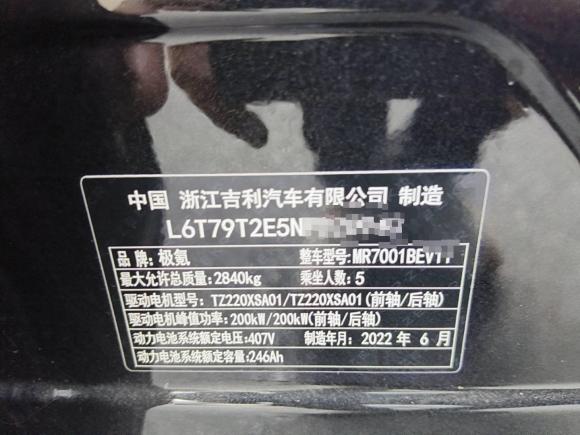 中国 浙江吉利汽车有限公司 制造
L6T79T2E5N
品牌:极氪 整车型号:MR7001BEV11
最大允许总质量:2840kg 乘坐人数:5
驱动电机型号:TZ220XSA01/TZ220XSA01(前轴/后轴)
驱动电机峰值功率:200kW/200kW(前轴/后轴)
动力电池系统额定电压:407V 制造年月:2022 年 6 月
动力电池系统额定容量:246Ah